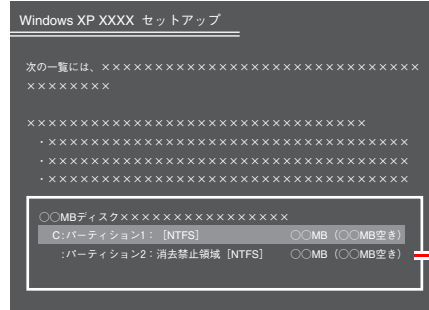 Windows XP XXXX セットアップ
次の一覧には、××××××××××××××××××××××××××××××
××××××××
××××××××××××××××××××××××××××××××
・×××××××××××××××××××××××××××××××××
・×××××××××××××××××××××××××××××××××
・×××××××××××××××××××××××××××××××××
○○MBディスク××××××××××××××××
C:パーティション1： [NTFS] ○○MB（○○MB空き）
:パーティション2：消去禁止領域 [NTFS] ○○MB（○○MB空き）